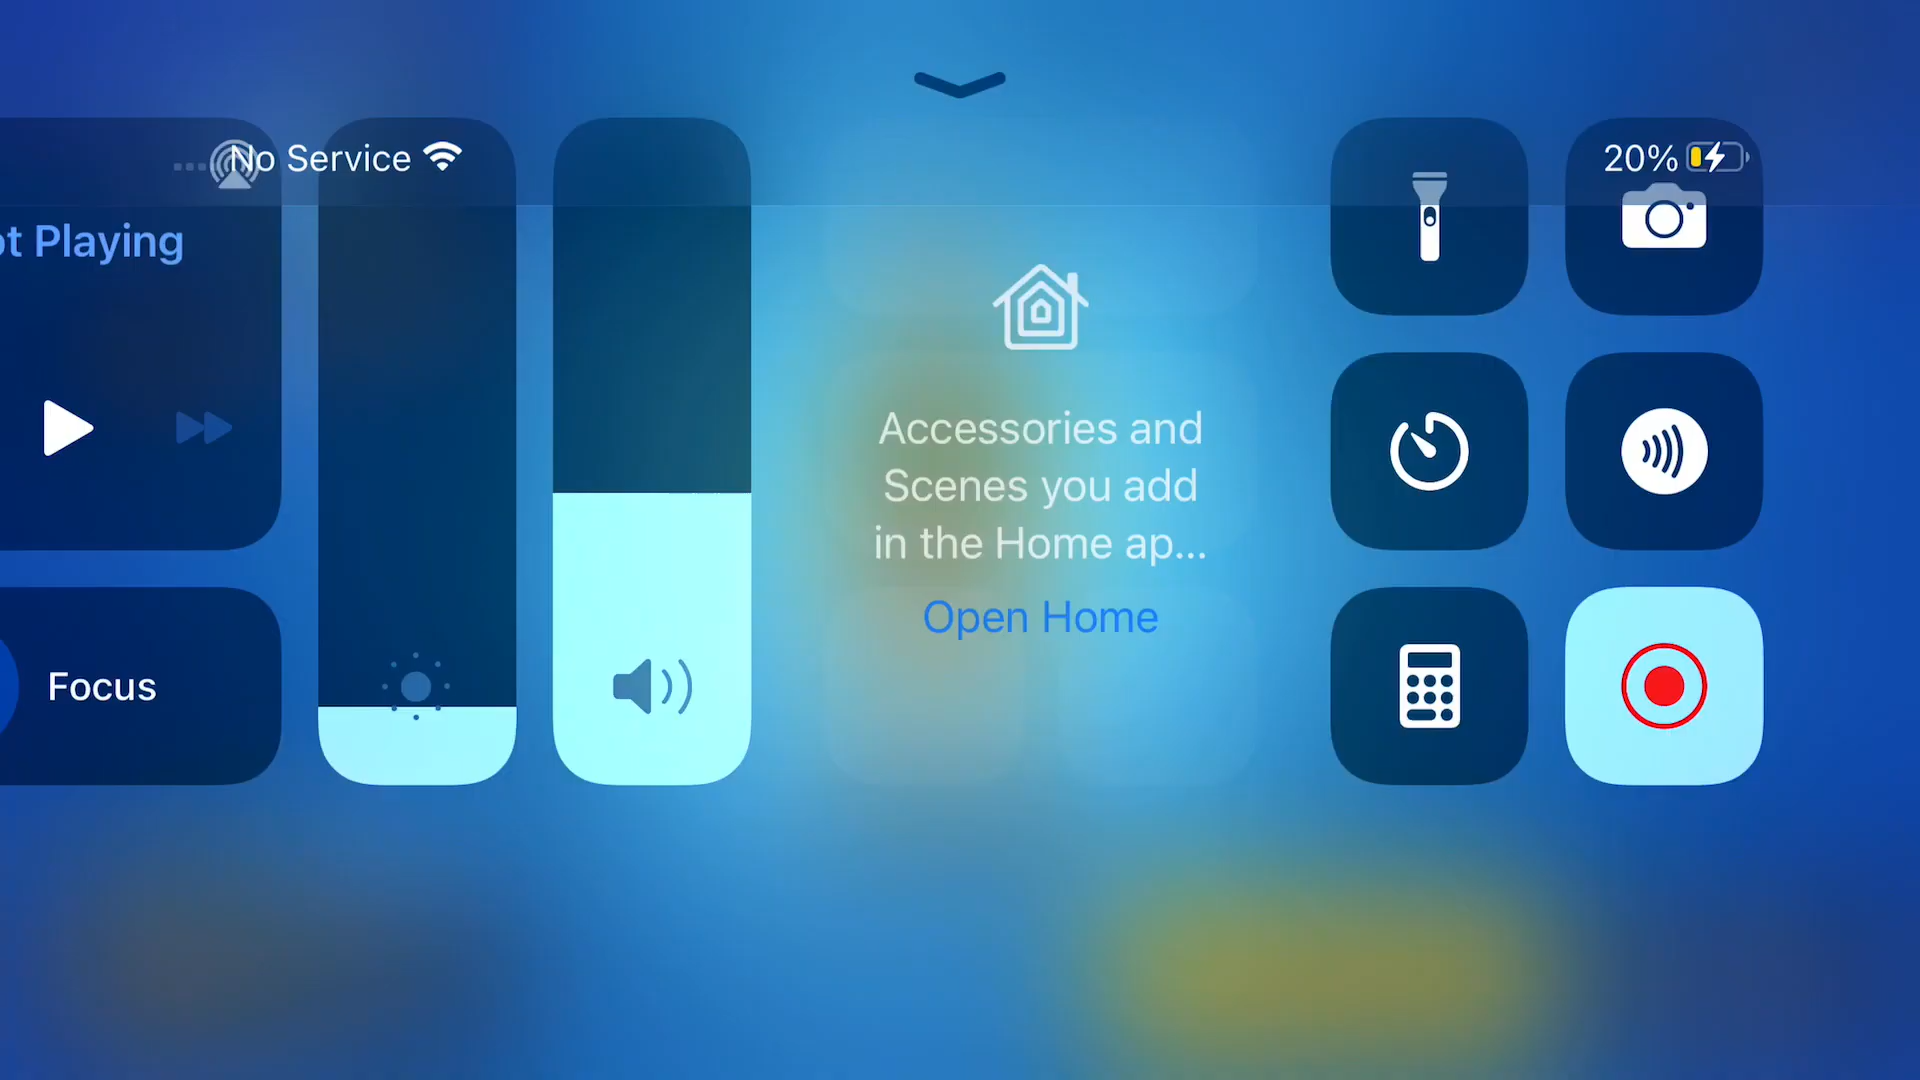 No Service
20%
t Playing
Accessories and
Scenes you add
in the Home ap...
Open Home
Focus